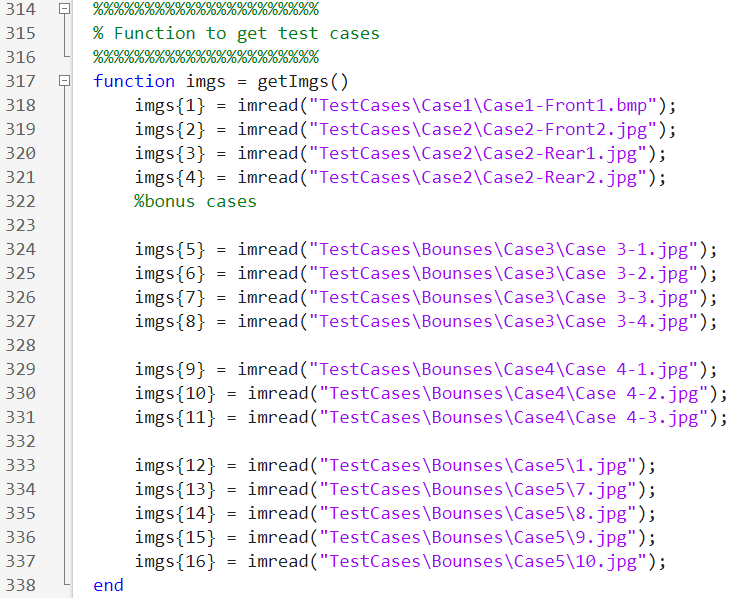 314 %%%%%%%%%%%%%%%%%%%%%%
315 % Function to get test cases
316 %%%%%%%%%%%%%%%%%%%%%%
317 function imgs = getImgs()
318 imgs{1} = imread("TestCases\Case1\Case1-Front1.bmp");
319 imgs{2} = imread("TestCases\Case2\Case2-Front2.jpg");
320 imgs{3} = imread("TestCases\Case2\Case2-Rear1.jpg");
321 imgs{4} = imread("TestCases\Case2\Case2-Rear2.jpg");
322 %bonus cases
323
324 imgs{5} = imread("TestCases\Bounses\Case3\Case 3-1.jpg");
325 imgs{6} = imread("TestCases\Bounses\Case3\Case 3-2.jpg");
326 imgs{7} = imread("TestCases\Bounses\Case3\Case 3-3.jpg");
327 imgs{8} = imread("TestCases\Bounses\Case3\Case 3-4.jpg");
328
329 imgs{9} = imread("TestCases\Bounses\Case4\Case 4-1.jpg");
330 imgs{10} = imread("TestCases\Bounses\Case4\Case 4-2.jpg");
331 imgs{11} = imread("TestCases\Bounses\Case4\Case 4-3.jpg");
332
333 imgs{12} = imread("TestCases\Bounses\Case5\1.jpg");
334 imgs{13} = imread("TestCases\Bounses\Case5\7.jpg");
335 imgs{14} = imread("TestCases\Bounses\Case5\8.jpg");
336 imgs{15} = imread("TestCases\Bounses\Case5\9.jpg");
337 imgs{16} = imread("TestCases\Bounses\Case5\10.jpg");
338 end